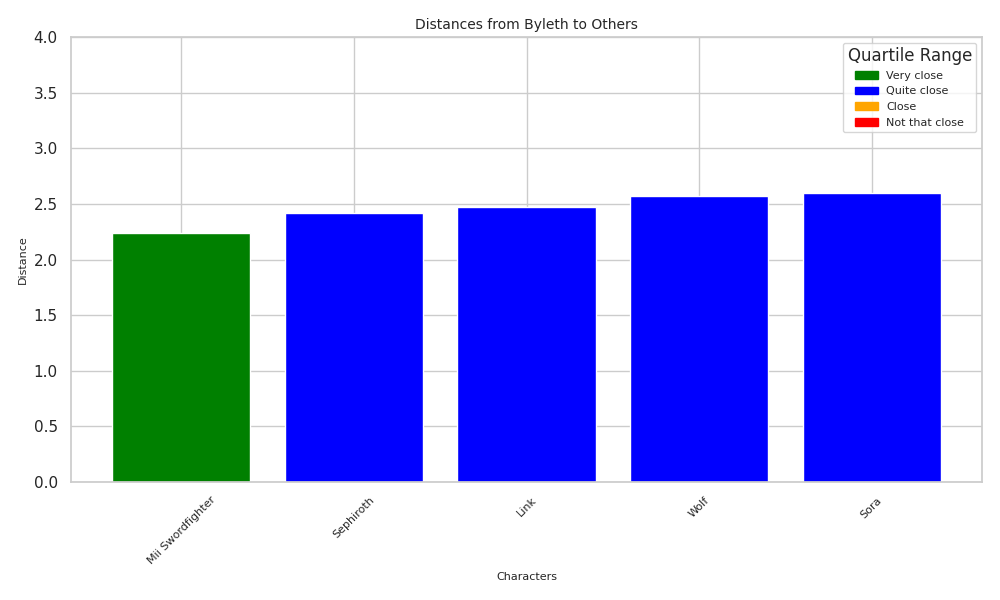 Distances from Byleth to Others
4.0
3.5
3.0
2.5
2.0
1.5
1.0
0.5
0.0
Distance
Quartile Range
Very close
Quite close
Close
Not that close
Mii Swordfighter
Sephiroth
Link
Wolf
Sora
Characters